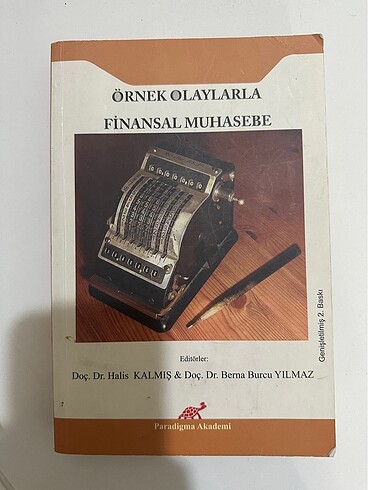 ÖRNEK OLAYLARLA
FİNANSAL MUHASEBE
Genişletilmiş 2. Baskı
Editörler:
Doç. Dr. Halis KALMIŞ & Doç. Dr. Berna Burcu YILMAZ
Paradigma Akademi